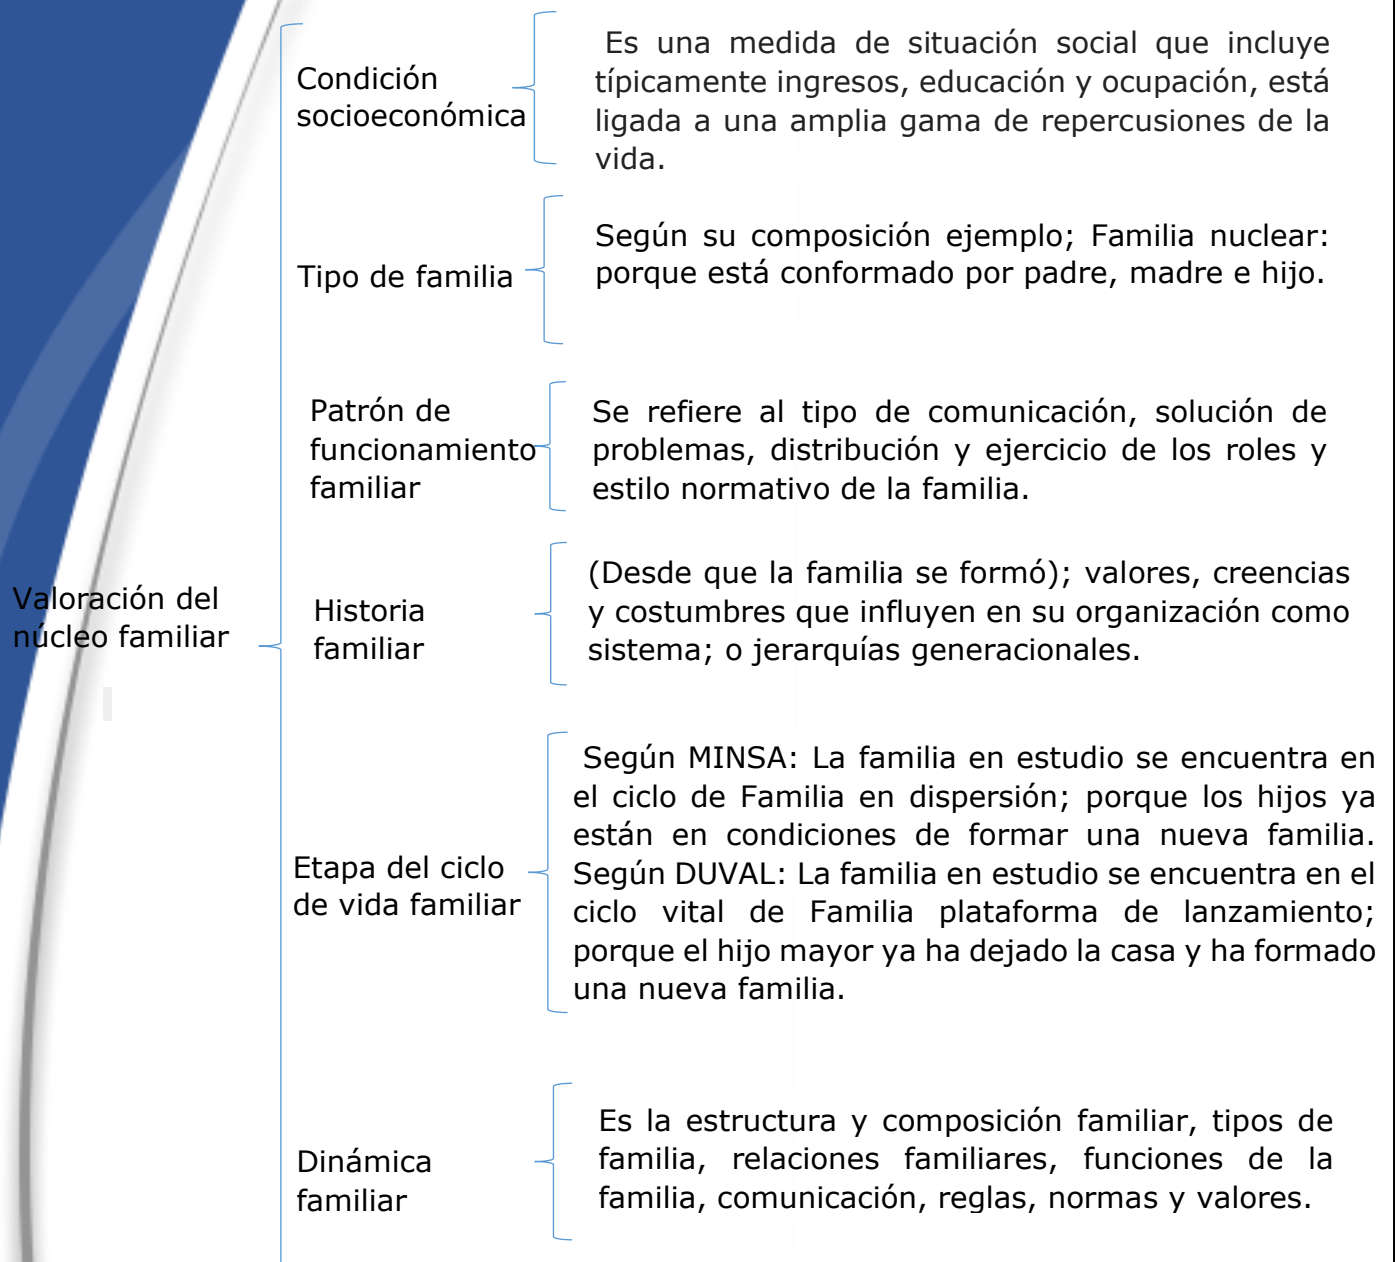 Condición
socioeconómica
Es una medida de situación social que incluye
típicamente ingresos, educación y ocupación, está
ligada a una amplia gama de repercusiones de la
vida.
Tipo de familia
Según su composición ejemplo; Familia nuclear:
porque está conformado por padre, madre e hijo.
Patrón de
funcionamiento
familiar
Se refiere al tipo de comunicación, solución de
problemas, distribución y ejercicio de los roles y
estilo normativo de la familia.
Valoración del
núcleo familiar
Historia
familiar
(Desde que la familia se formó); valores, creencias
y costumbres que influyen en su organización como
sistema; o jerarquías generacionales.
Etapa del ciclo
de vida familiar
Según MINSA: La familia en estudio se encuentra en
el ciclo de Familia en dispersión; porque los hijos ya
están en condiciones de formar una nueva familia.
Según DUVAL: La familia en estudio se encuentra en el
ciclo vital de Familia plataforma de lanzamiento;
porque el hijo mayor ya ha dejado la casa y ha formado
una nueva familia.
Dinámica
familiar
Es la estructura y composición familiar, tipos de
familia, relaciones familiares, funciones de la
familia, comunicación, reglas, normas y valores.